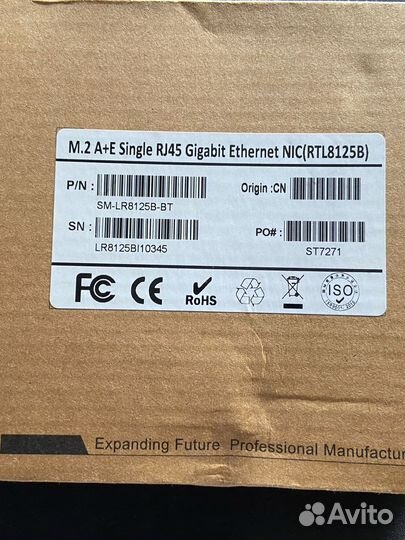 M.2 A+E Single RJ45 Gigabit Ethernet NIC(RTL8125B)
P/N : Origin :CN
SM-LR8125B-BT
SN : PO# :
LR8125BI10345 ST7271
FC CE RoHS ISO
Expanding Future Professional Manufactur
Avito